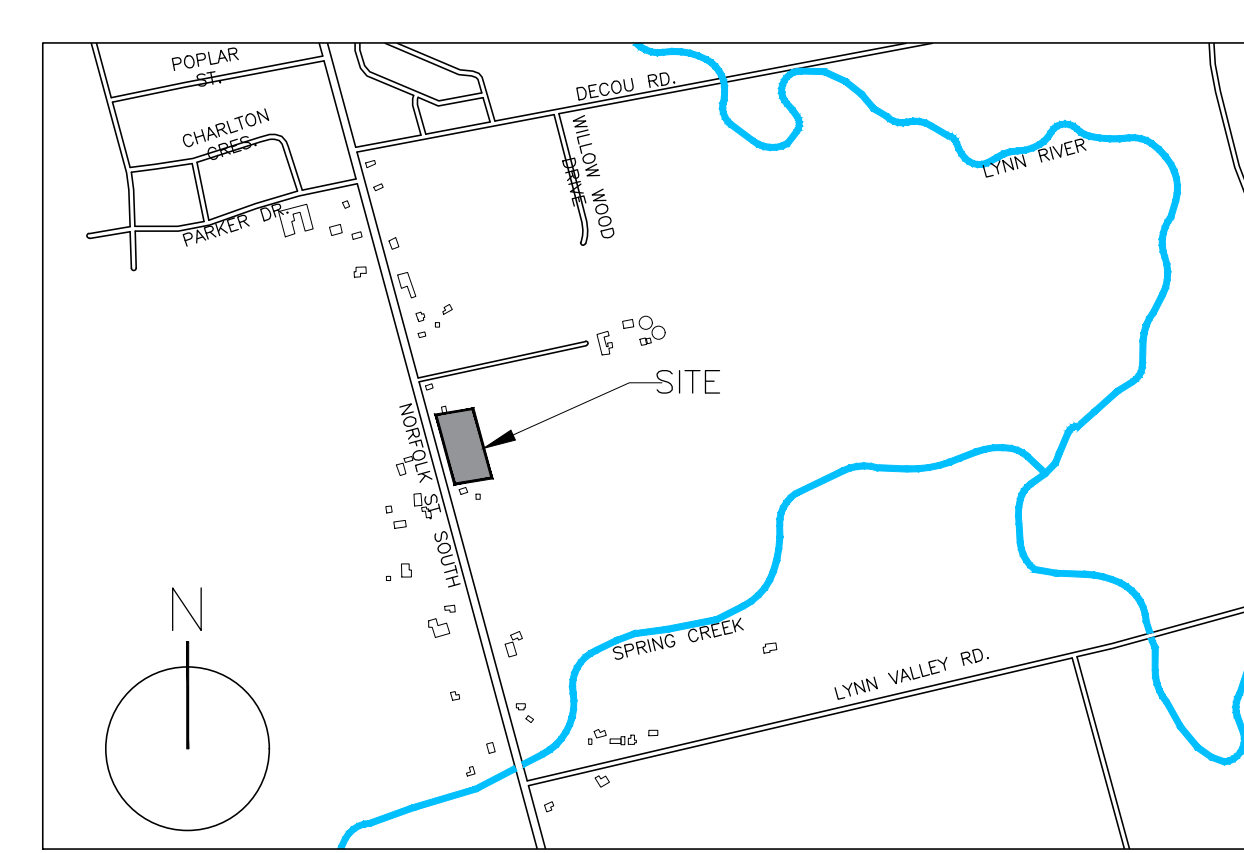 POPLAR
ST.
DECOU RD.
CHARLTON
CRES.
WILLOW WOOD
DRIVE
LYNN RIVER
PARKER DR.
SITE
NORFOLK ST. SOUTH
N
SPRING CREEK
LYNN VALLEY RD.